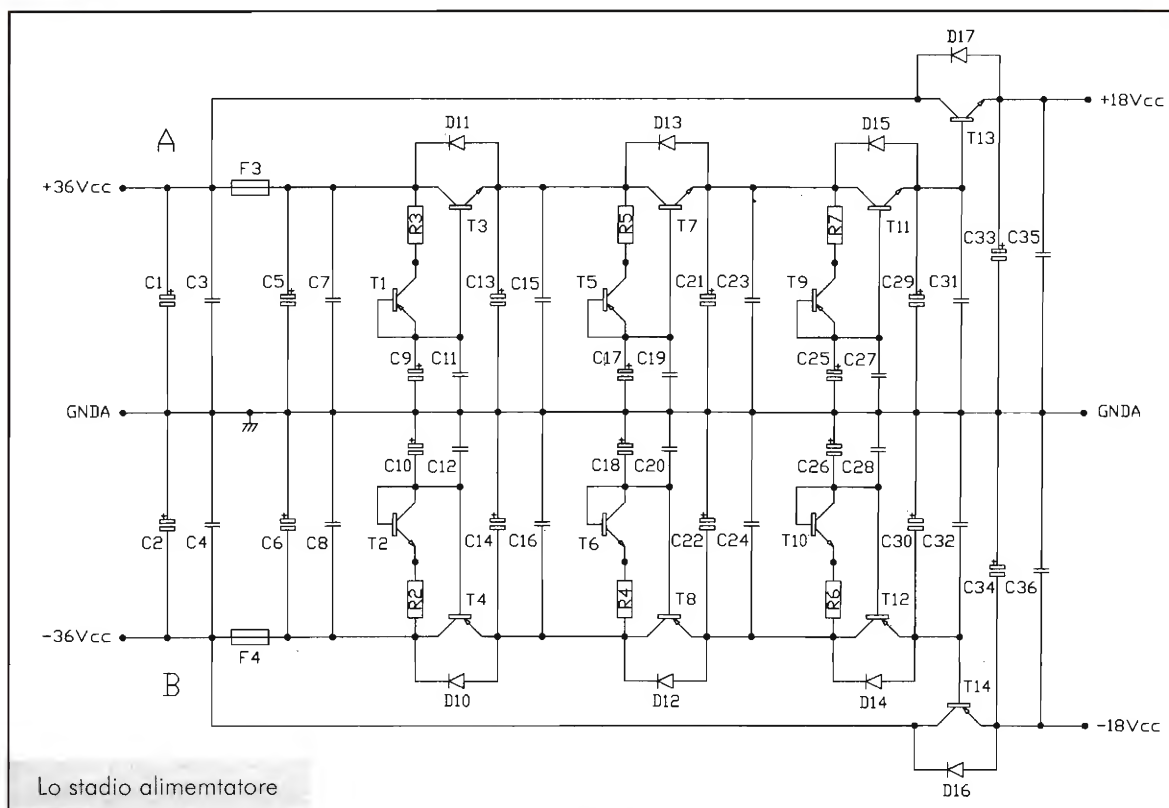 D17
+18Vcc
T13
A
D11
D13
D15
F3
+36Vcc
R3
T3
R5
T7
R7
T11
C33
C35
C1
C3
C5
C7
T1
C13
C15
T5
C21
C23
T9
C29
C31
C9
C11
C17
C19
C25
C27
GNDA
GNDA
C10
C12
C18
C20
C26
C28
C2
C4
C6
C8
T2
C14
C16
T6
C22
C24
T10
C30
C32
C34
C36
R2
T4
R4
T8
R6
T12
-36Vcc
F4
B
D10
D12
D14
T14
-18Vcc
D16
Lo stadio alimemtatore